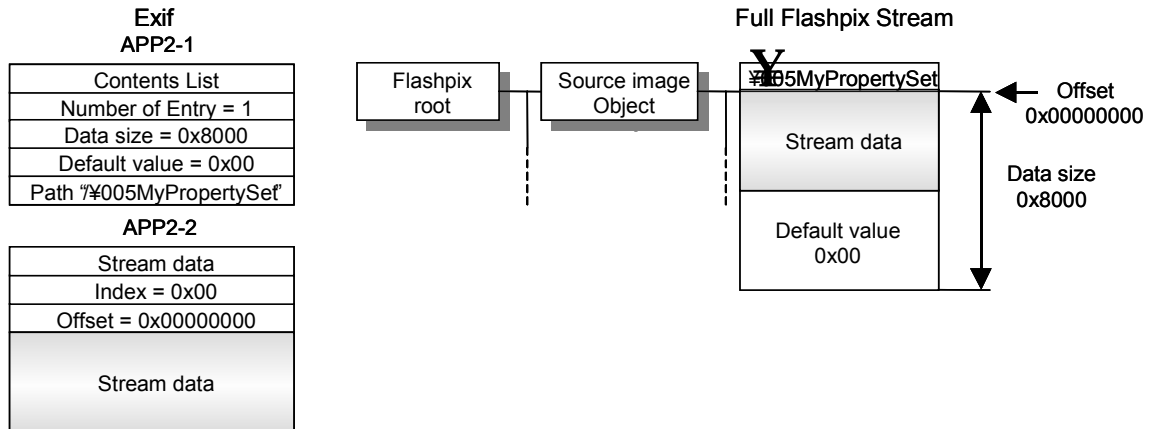 Exif
APP2-1
Contents List
Number of Entry = 1
Data size = 0x8000
Default value = 0x00
Path “/¥005MyPropertySet”
APP2-2
Stream data
Index = 0x00
Offset = 0x00000000
Stream data
Full Flashpix Stream
Flashpix
root
Source image
Object
¥005MyPropertySet
Stream data
Default value
0x00
Offset
0x00000000
Data size
0x8000